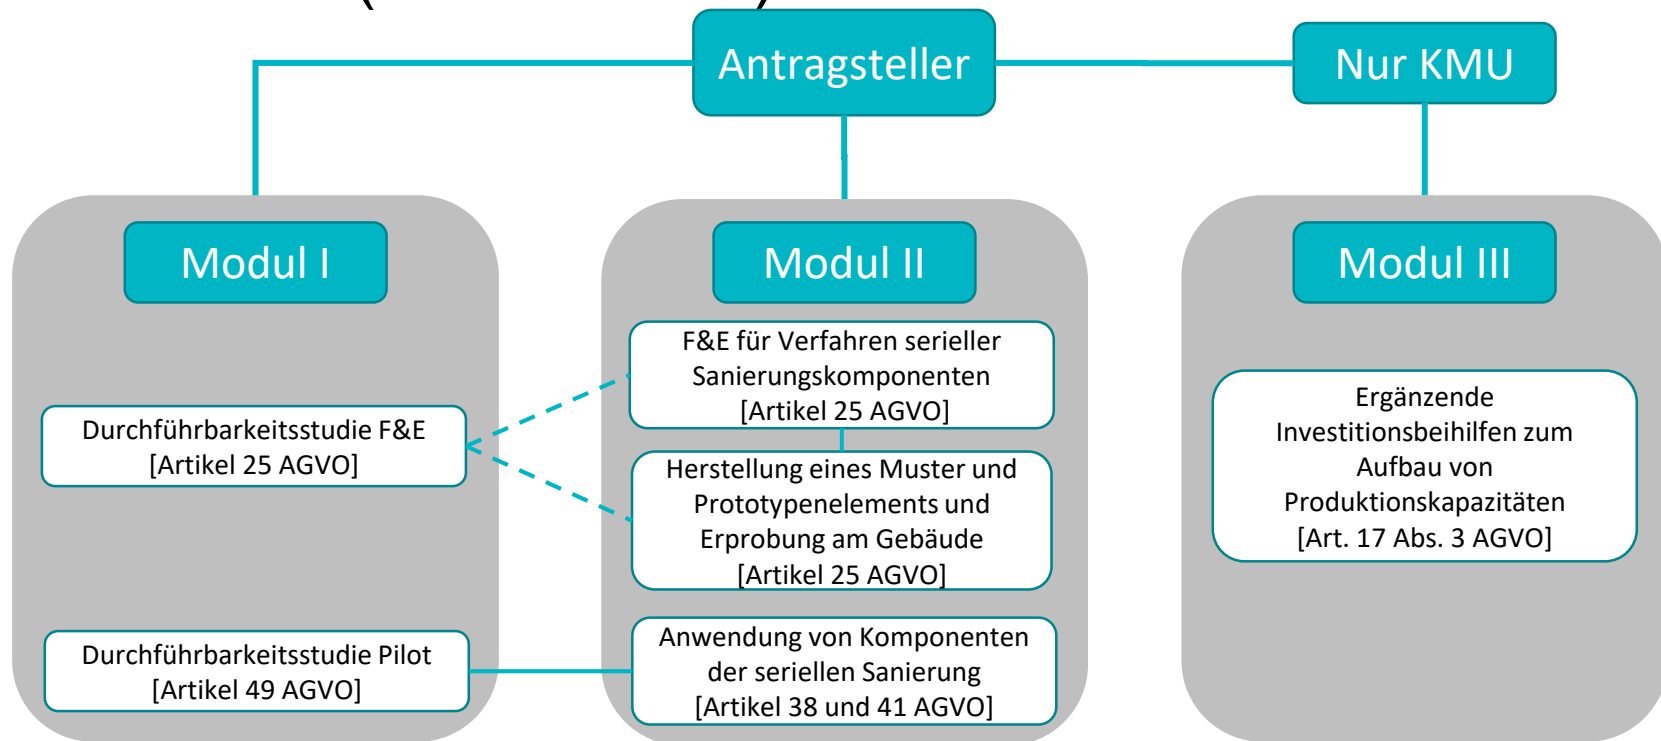 Antragsteller
Nur KMU
Modul I
Durchführbarkeitsstudie F&E
[Artikel 25 AGVO]
Durchführbarkeitsstudie Pilot
[Artikel 49 AGVO]
Modul II
F&E für Verfahren serieller
Sanierungskomponenten
[Artikel 25 AGVO]
Herstellung eines Muster und
Prototypenelements und
Erprobung am Gebäude
[Artikel 25 AGVO]
Anwendung von Komponenten
der seriellen Sanierung
[Artikel 38 und 41 AGVO]
Modul III
Ergänzende
Investitionsbeihilfen zum
Aufbau von
Produktionskapazitäten
[Art. 17 Abs. 3 AGVO]